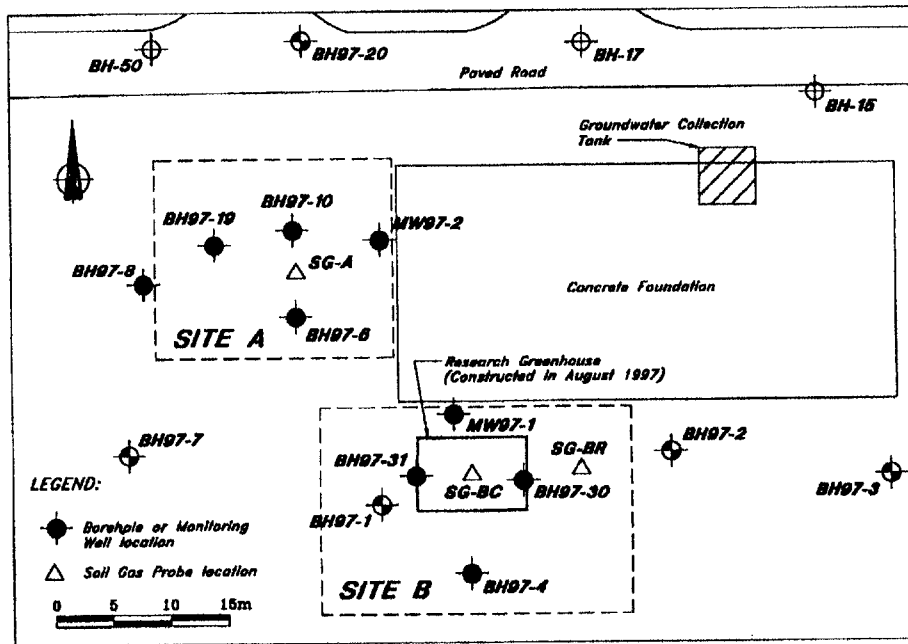 BH-50
BH97-20
BH-17
Paved Road
BH-15
Groundwater Collection
Tank
BH97-10
BH97-19
MW97-2
BH97-8
SG-A
Concrete Foundation
BH97-6
SITE A
Research Greenhouse
(Constructed in August 1997)
MW97-1
BH97-7
BH97-2
SG-BR
BH97-31
SG-BC
BH97-30
BH97-3
LEGEND:
BH97-1
Borehole or Monitoring
Well location
Soil Gas Probe location
BH97-4
SITE B
0 5 10 15m